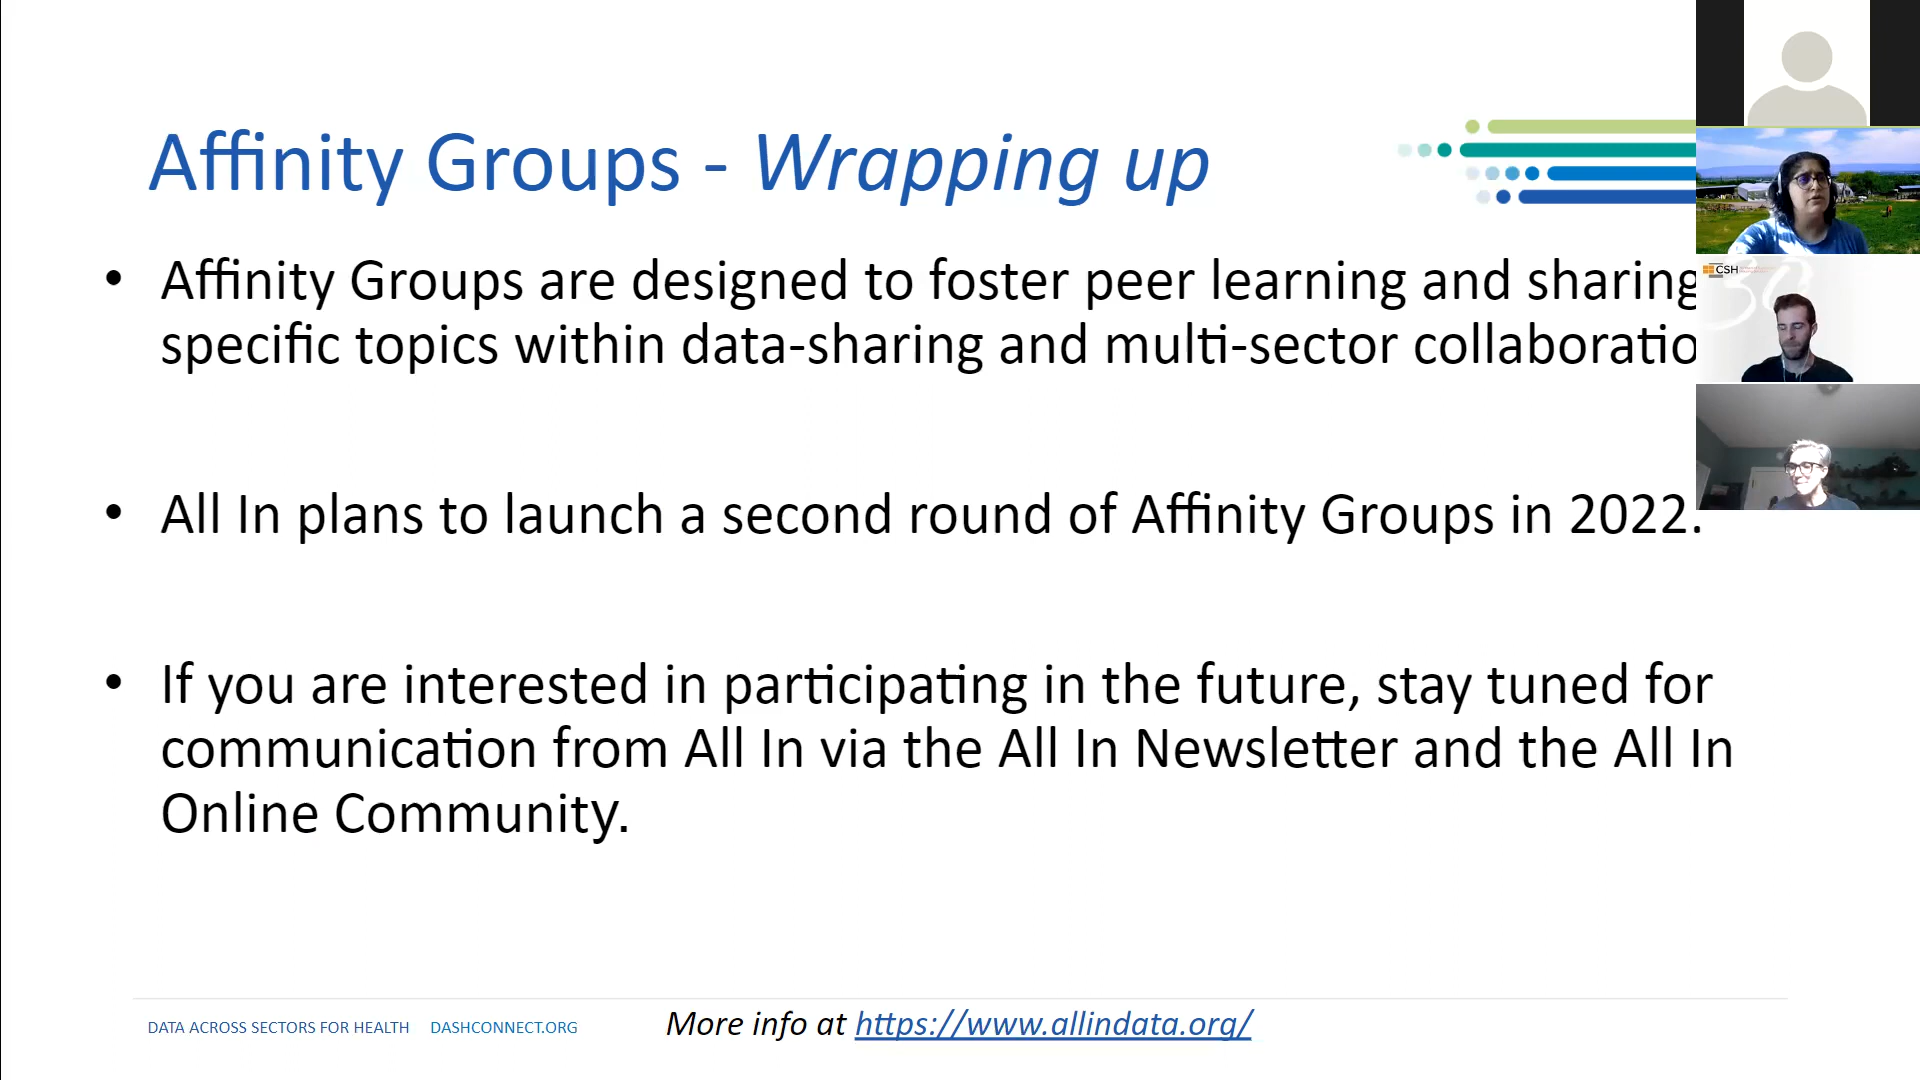 Affinity Groups - Wrapping up
• Affinity Groups are designed to foster peer learning and sharing
specific topics within data-sharing and multi-sector collaboratio
• All In plans to launch a second round of Affinity Groups in 2022.
• If you are interested in participating in the future, stay tuned for
communication from All In via the All In Newsletter and the All In
Online Community.
DATA ACROSS SECTORS FOR HEALTH DASHCONNECT.ORG More info at https://www.allindata.org/
CSH